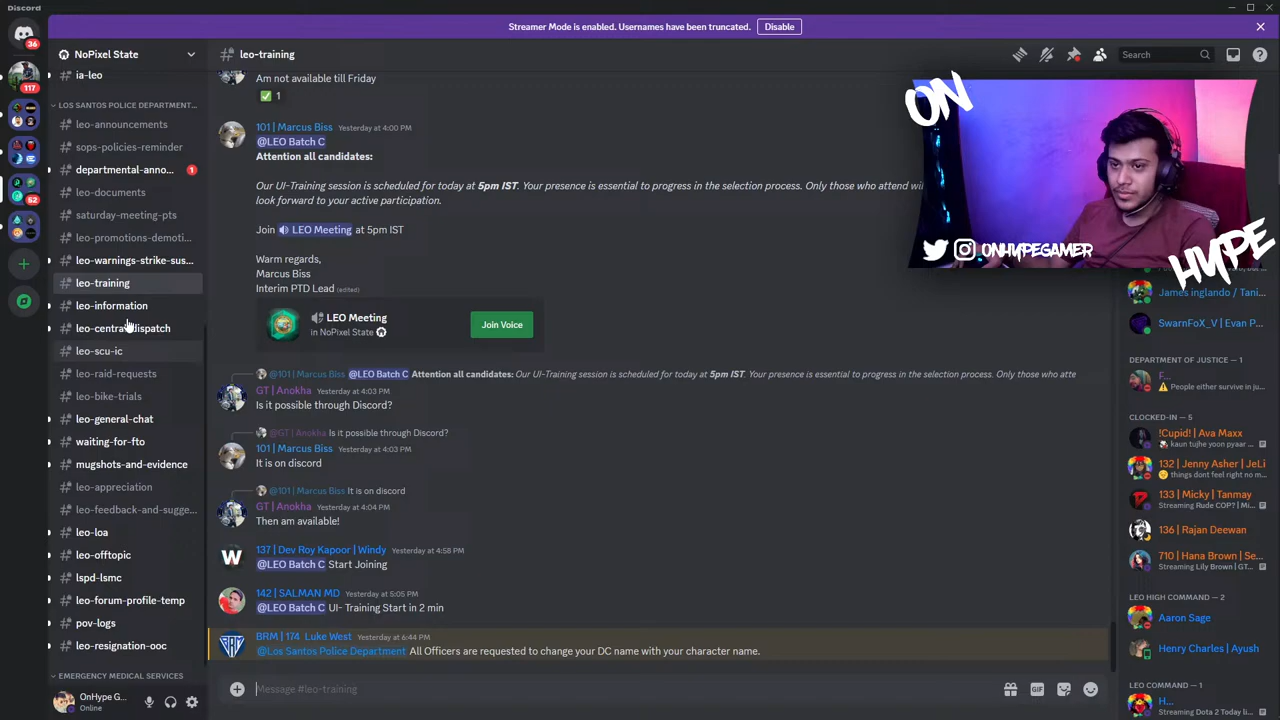 Discord
Streamer Mode is enabled. Usernames have been truncated.
Disable
36
NoPixel State
leo-training
Search
117
ia-leo
LOS SANTOS POLICE DEPARTMENT...
leo-announcements
sops-policies-reminder
departmental-anno...
1
leo-documents
52
saturday-meeting-pts
leo-promotions-demoti...
leo-warnings-strike-sus...
leo-training
leo-information
leo-central-dispatch
leo-scu-ic
leo-raid-requests
leo-bike-trials
leo-general-chat
waiting-for-fto
mugshots-and-evidence
leo-appreciation
leo-feedback-and-sugge...
leo-loa
leo-offtopic
lspd-lsmc
leo-forum-profile-temp
pov-logs
leo-resignation-ooc
EMERGENCY MEDICAL SERVICES
OnHype G...
Online
Am not available till Friday
1
101 | Marcus Biss Yesterday at 4:00 PM
@LEO Batch C
Attention all candidates:
Our UI-Training session is scheduled for today at 5pm IST. Your presence is essential to progress in the selection process. Only those who attend wil
look forward to your active participation.
Join LEO Meeting at 5pm IST
Warm regards,
Marcus Biss
Interim PTD Lead (edited)
LEO Meeting
in NoPixel State
Join Voice
@101 | Marcus Biss @LEO Batch C Attention all candidates: Our UI-Training session is scheduled for today at 5pm IST. Your presence is essential to progress in the selection process. Only those who atte
GT | Anokha Yesterday at 4:03 PM
Is it possible through Discord?
@GT | Anokha Is it possible through Discord?
101 | Marcus Biss Yesterday at 4:03 PM
It is on discord
@101 | Marcus Biss It is on discord
GT | Anokha Yesterday at 4:04 PM
Then am available!
137 | Dev Roy Kapoor | Windy Yesterday at 4:58 PM
@LEO Batch C Start Joining
142 | SALMAN MD Yesterday at 5:05 PM
@LEO Batch C UI- Training Start in 2 min
BRM | 174 Luke West Yesterday at 6:44 PM
@Los Santos Police Department All Officers are requested to change your DC name with your character name.
Message #leo-training
GIF
ON
ONHYPEGAMER
HYPE
James inglando / Tani...
SwarnFoX_V | Evan P...
DEPARTMENT OF JUSTICE — 1
F...
People either survive in ju...
CLOCKED-IN — 5
!Cupid! | Ava Maxx
kaun tujhe yoon pyaar ...
132 | Jenny Asher | JeLi
things dont feel right no m...
133 | Micky | Tanmay
Streaming Rude COP? | Mi...
136 | Rajan Deewan
710 | Hana Brown | Se...
Streaming Lily Brown | GT...
LEO HIGH COMMAND — 2
Aaron Sage
Henry Charles | Ayush
LEO COMMAND — 1
H...
Streaming Dota 2 Today li...